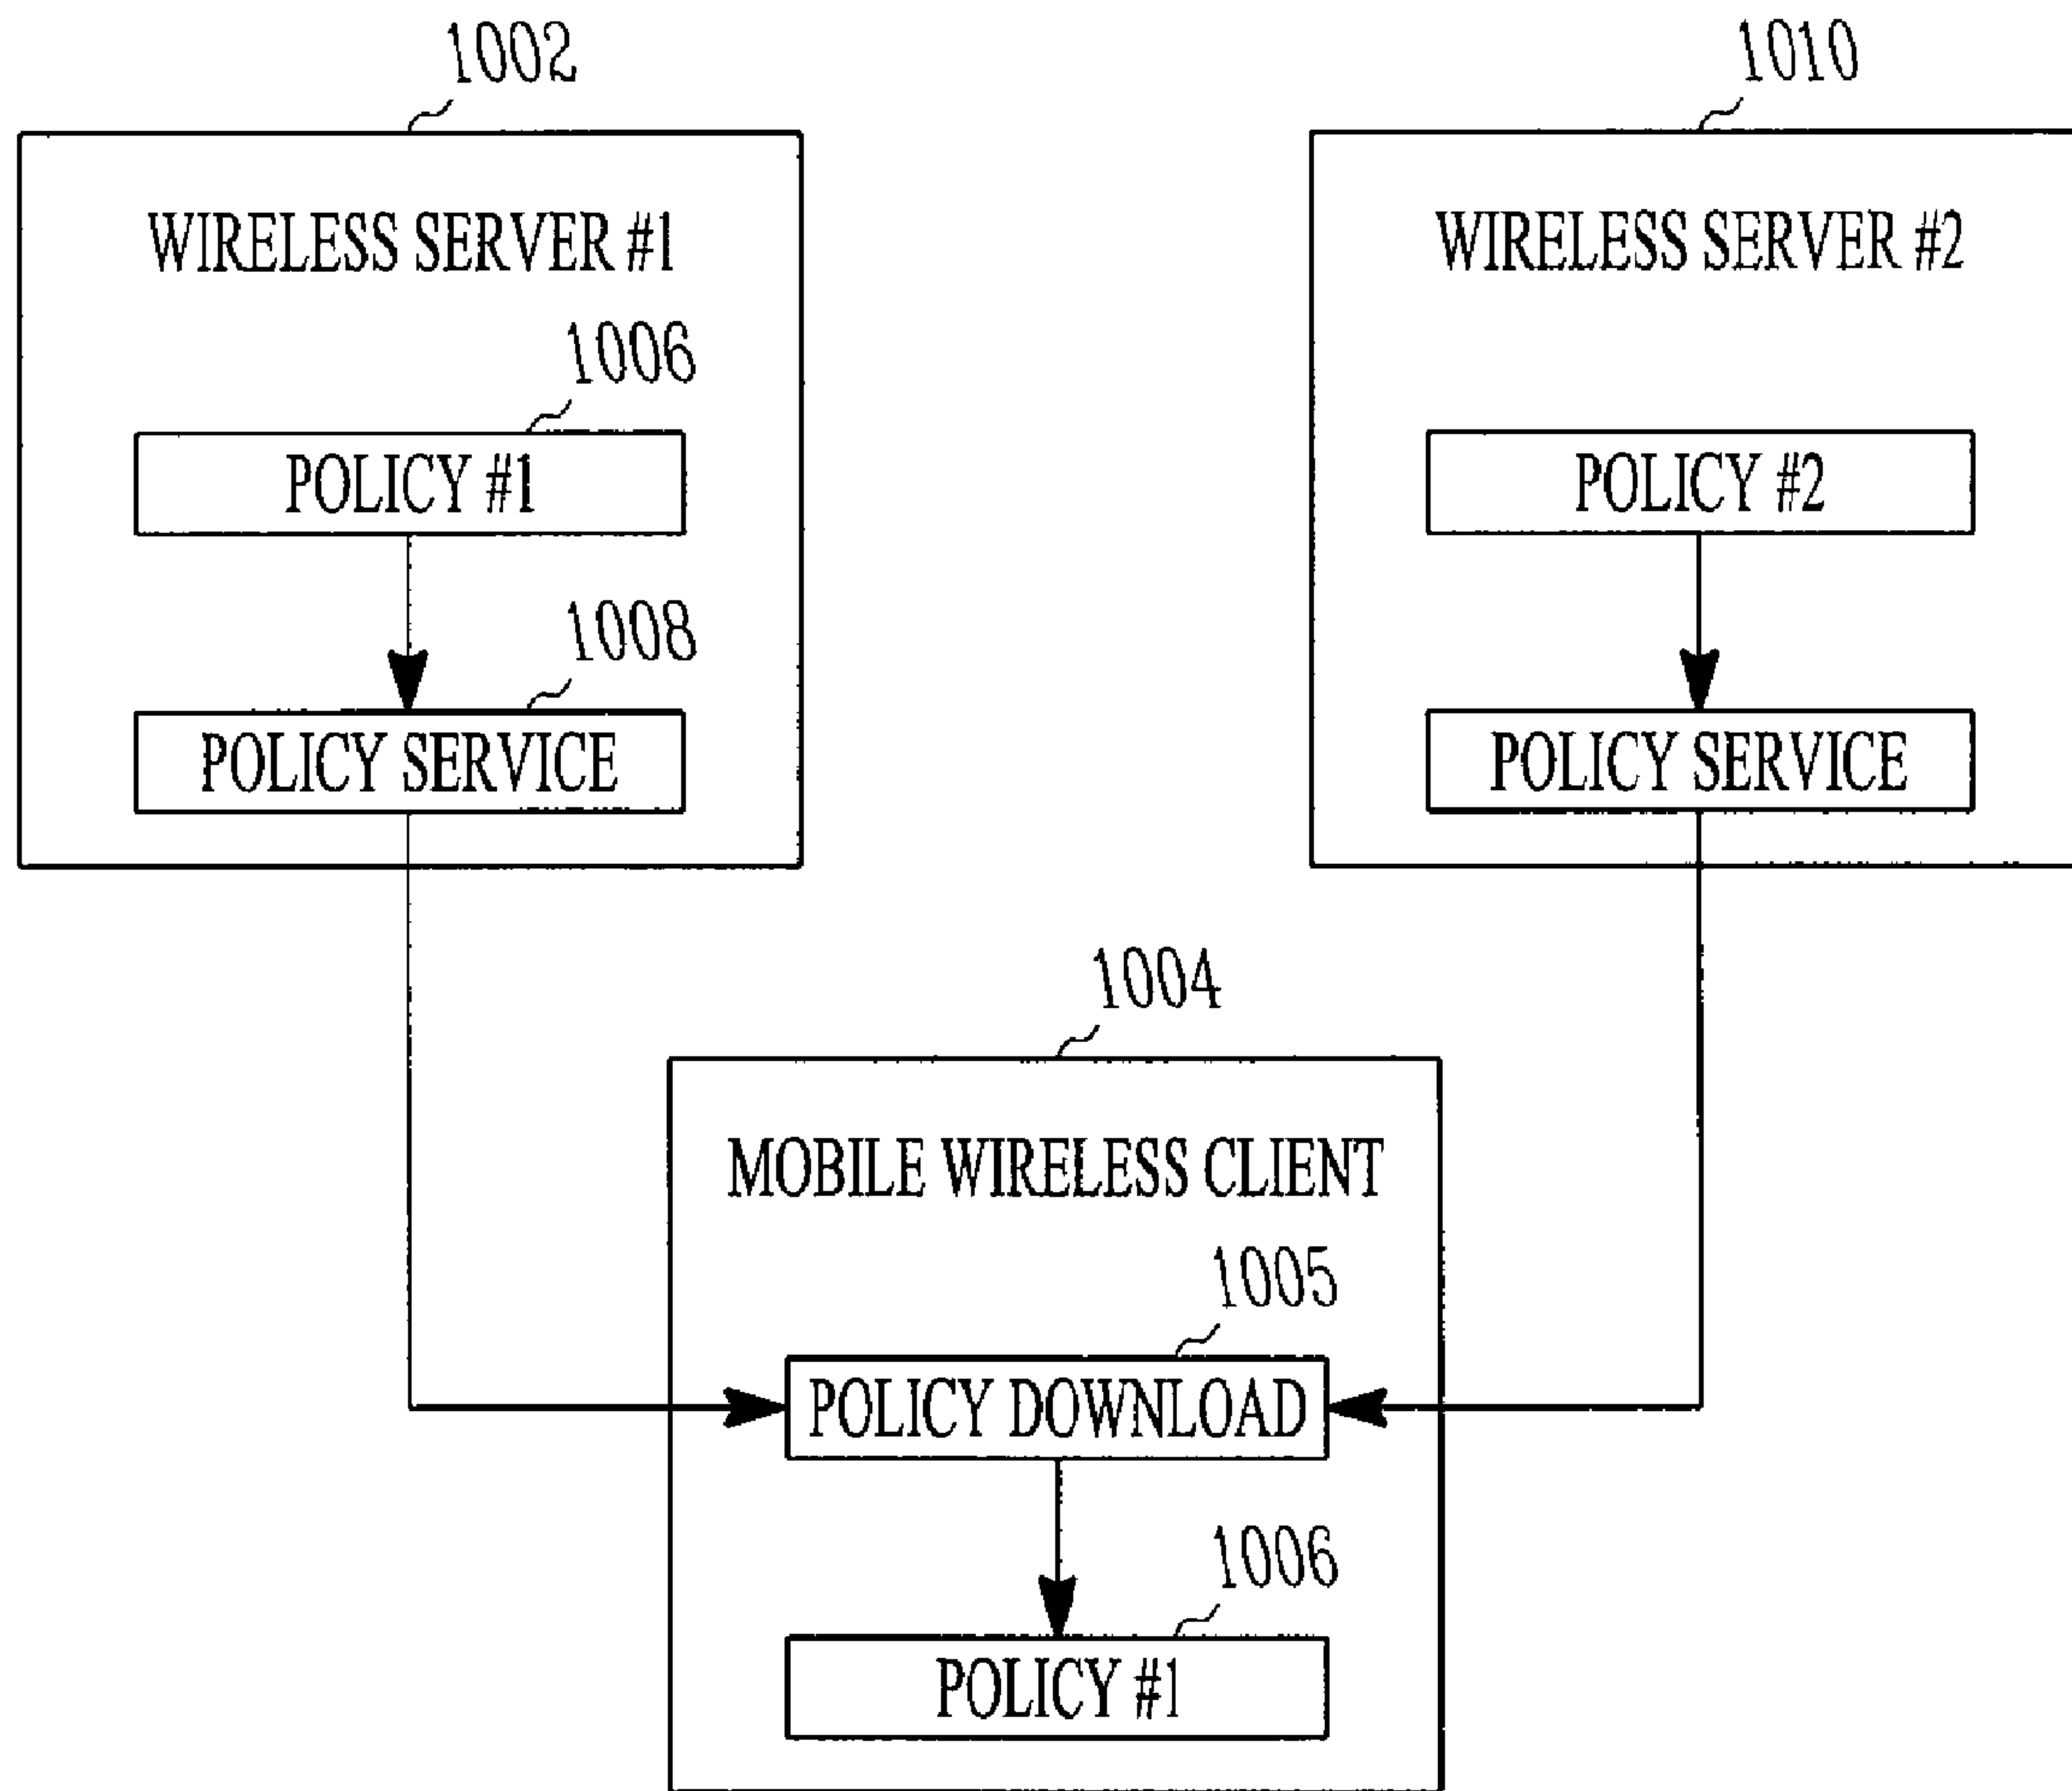 1002
WIRELESS SERVER #1
1006
POLICY #1
1008
POLICY SERVICE
1010
WIRELESS SERVER #2
POLICY #2
POLICY SERVICE
1004
MOBILE WIRELESS CLIENT
1005
POLICY DOWNLOAD
1006
POLICY #1